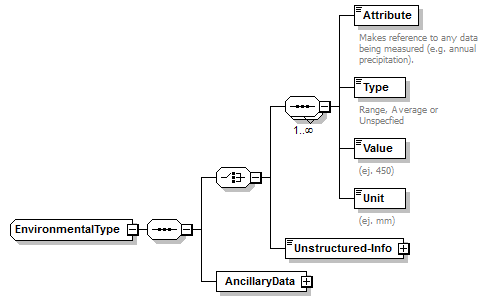 Attribute
Makes reference to any data
being measured (e.g. annual
precipitation).
Type
Range, Average or
Unspecfied
1..∞
Value
(ej. 450)
Unit
(ej. mm)
EnvironmentalType
Unstructured-Info
AncillaryData